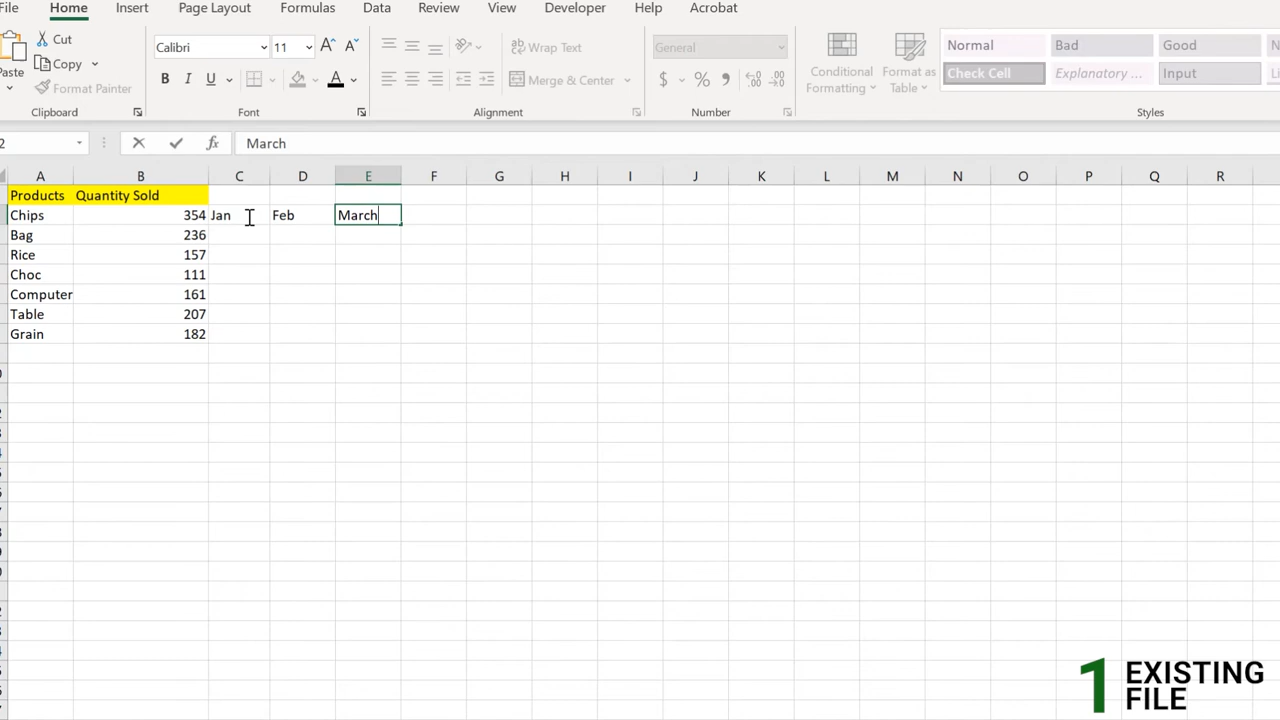 File Home Insert Page Layout Formulas Data Review View Developer Help Acrobat
Cut
Copy
Format Painter
Paste
Clipboard
Calibri 11
B I U A
Font
Wrap Text
Merge & Center
Alignment
General
$ % 9
Number
Conditional Formatting
Format as Table
Normal Bad Good
Check Cell Explanatory ... Input
Styles
2 fx March
A B C D E F G H I J K L M N O P Q R
Products Quantity Sold
Chips 354 Jan Feb March
Bag 236
Rice 157
Choc 111
Computer 161
Table 207
Grain 182
1 EXISTING
FILE